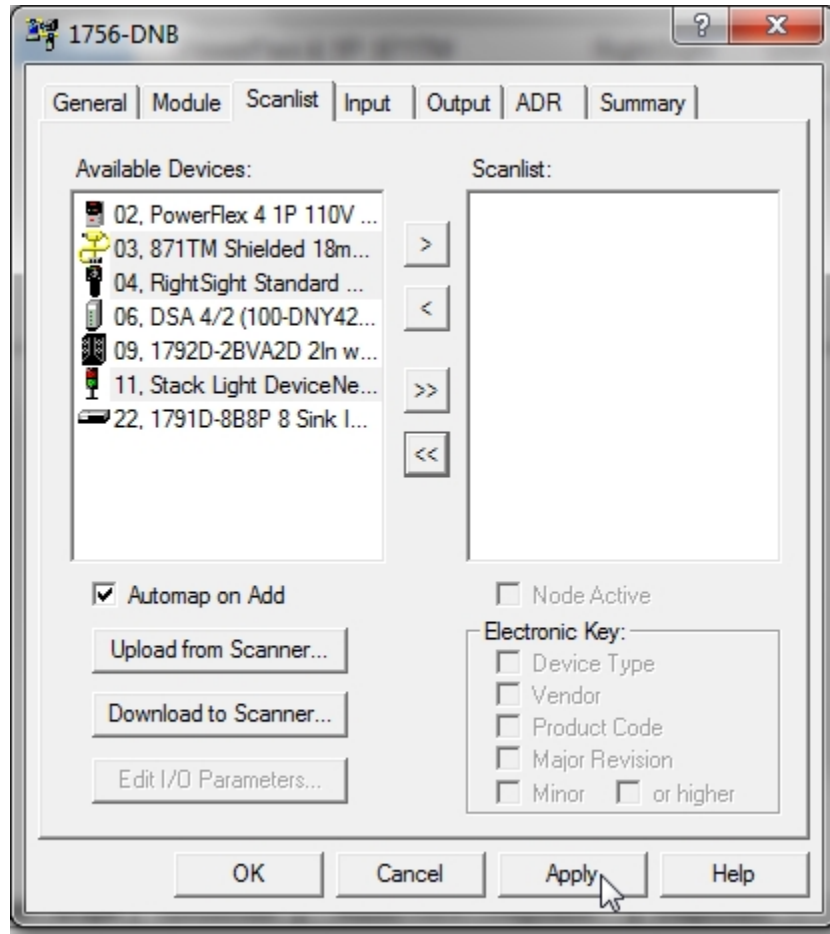 1756-DNB
General Module Scanlist Input Output ADR Summary
Available Devices:
02, PowerFlex 4 1P 110V ...
03, 871TM Shielded 18m...
04, RightSight Standard ...
06, DSA 4/2 (100-DNY42...
09, 1792D-2BVA2D 2In w...
11, Stack Light DeviceNe...
22, 1791D-8B8P 8 Sink I...
>
<
>>
<<
Scanlist:
Automap on Add
Upload from Scanner...
Download to Scanner...
Edit I/O Parameters...
Node Active
Electronic Key:
Device Type
Vendor
Product Code
Major Revision
Minor or higher
OK Cancel Apply Help